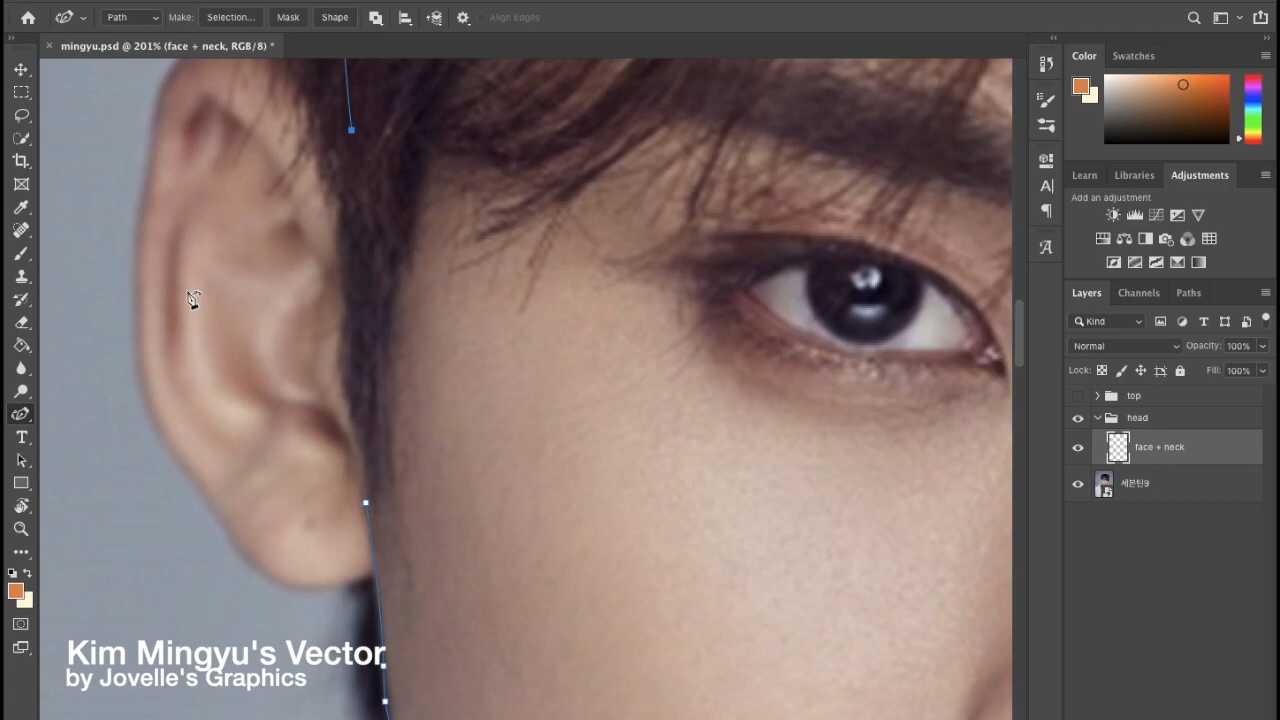 Path
Make:
Selection...
Mask
Shape
Align Edges
mingyu.psd @ 201% (face + neck, RGB/8) *
Color
Swatches
Learn
Libraries
Adjustments
Add an adjustment
Layers
Channels
Paths
Kind
Normal
Opacity: 100%
Lock:
Fill: 100%
top
head
face + neck
세븐틴9
Kim Mingyu's Vector
by Jovelle's Graphics